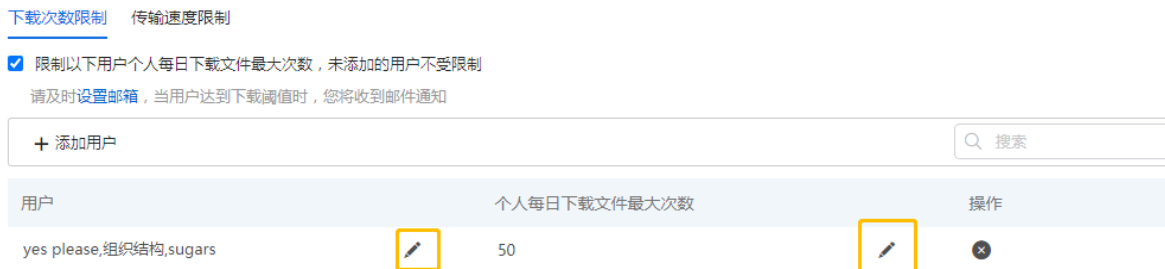 下载次数限制 传输速度限制
限制以下用户个人每日下载文件最大次数，未添加的用户不受限制
请及时设置邮箱，当用户达到下载阈值时，您将收到邮件通知
+ 添加用户 搜索
用户 个人每日下载文件最大次数 操作
yes please,组织结构,sugars 50